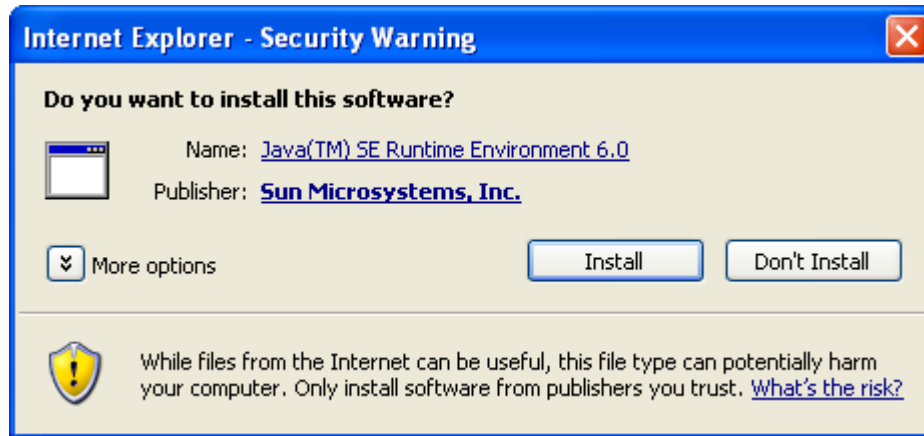 Internet Explorer - Security Warning
Do you want to install this software?
Name: Java(TM) SE Runtime Environment 6.0
Publisher: Sun Microsystems, Inc.
More options
Install
Don't Install
While files from the Internet can be useful, this file type can potentially harm
your computer. Only install software from publishers you trust. What's the risk?